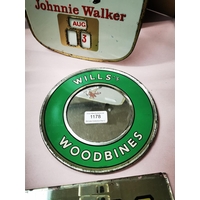 Johnnie Walker
AUG
3
WILLS'S
1178
WOODBINES